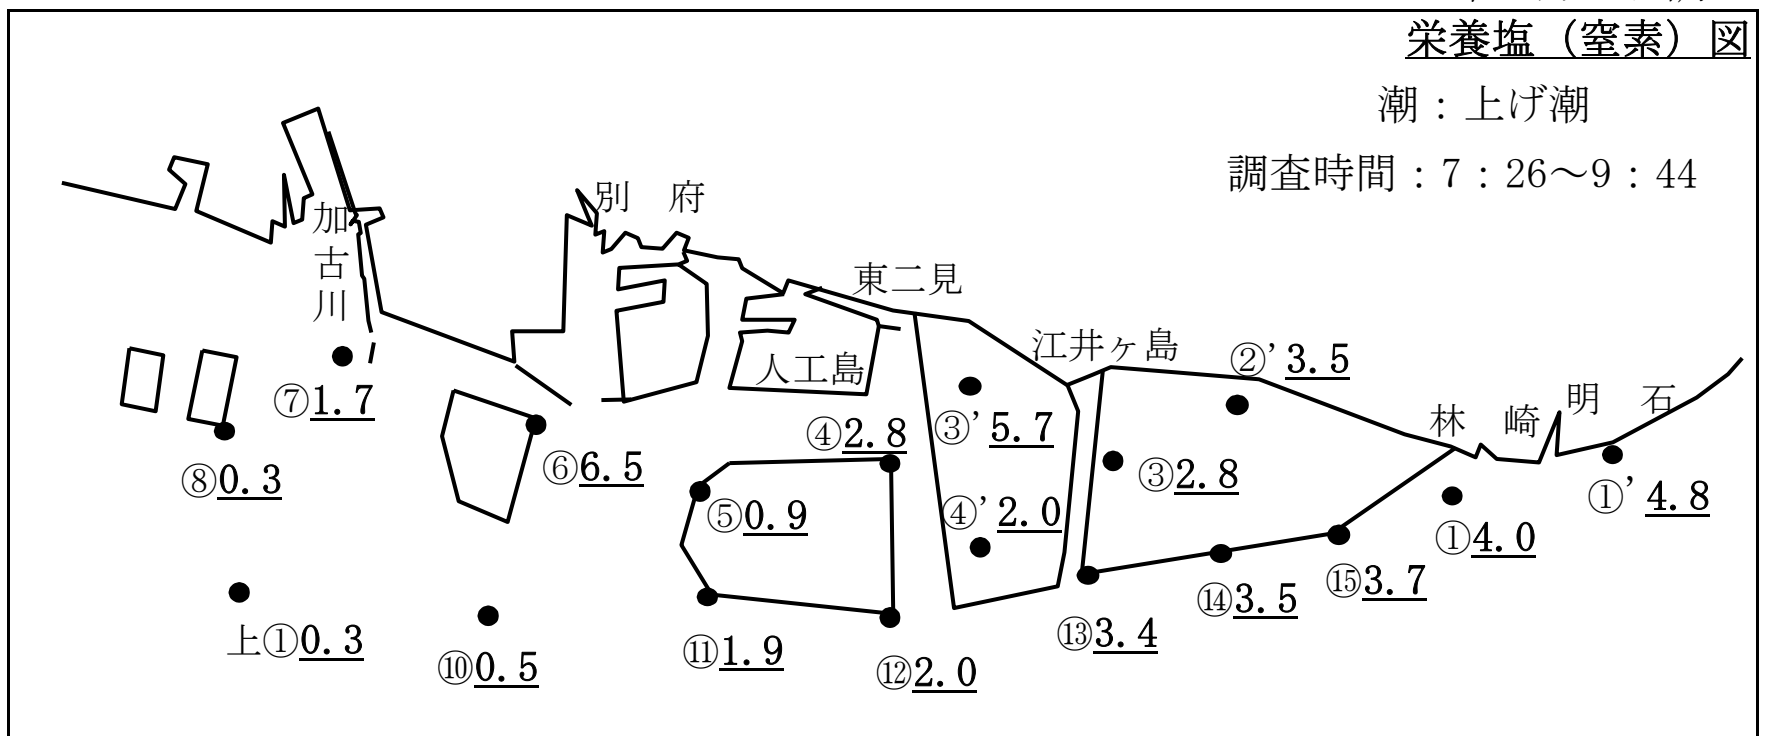 栄養塩（窒素）図
潮：上げ潮
調査時間：7：26～9：44
加古川
別 府
東二見
人工島
江井ヶ島
林 崎
明 石
②' 3.5
⑦1.7
④2.8
③' 5.7
⑧0.3
⑥6.5
③2.8
①' 4.8
⑤0.9
④' 2.0
①4.0
⑮3.7
⑭3.5
上①0.3
⑩0.5
⑪1.9
⑫2.0
⑬3.4